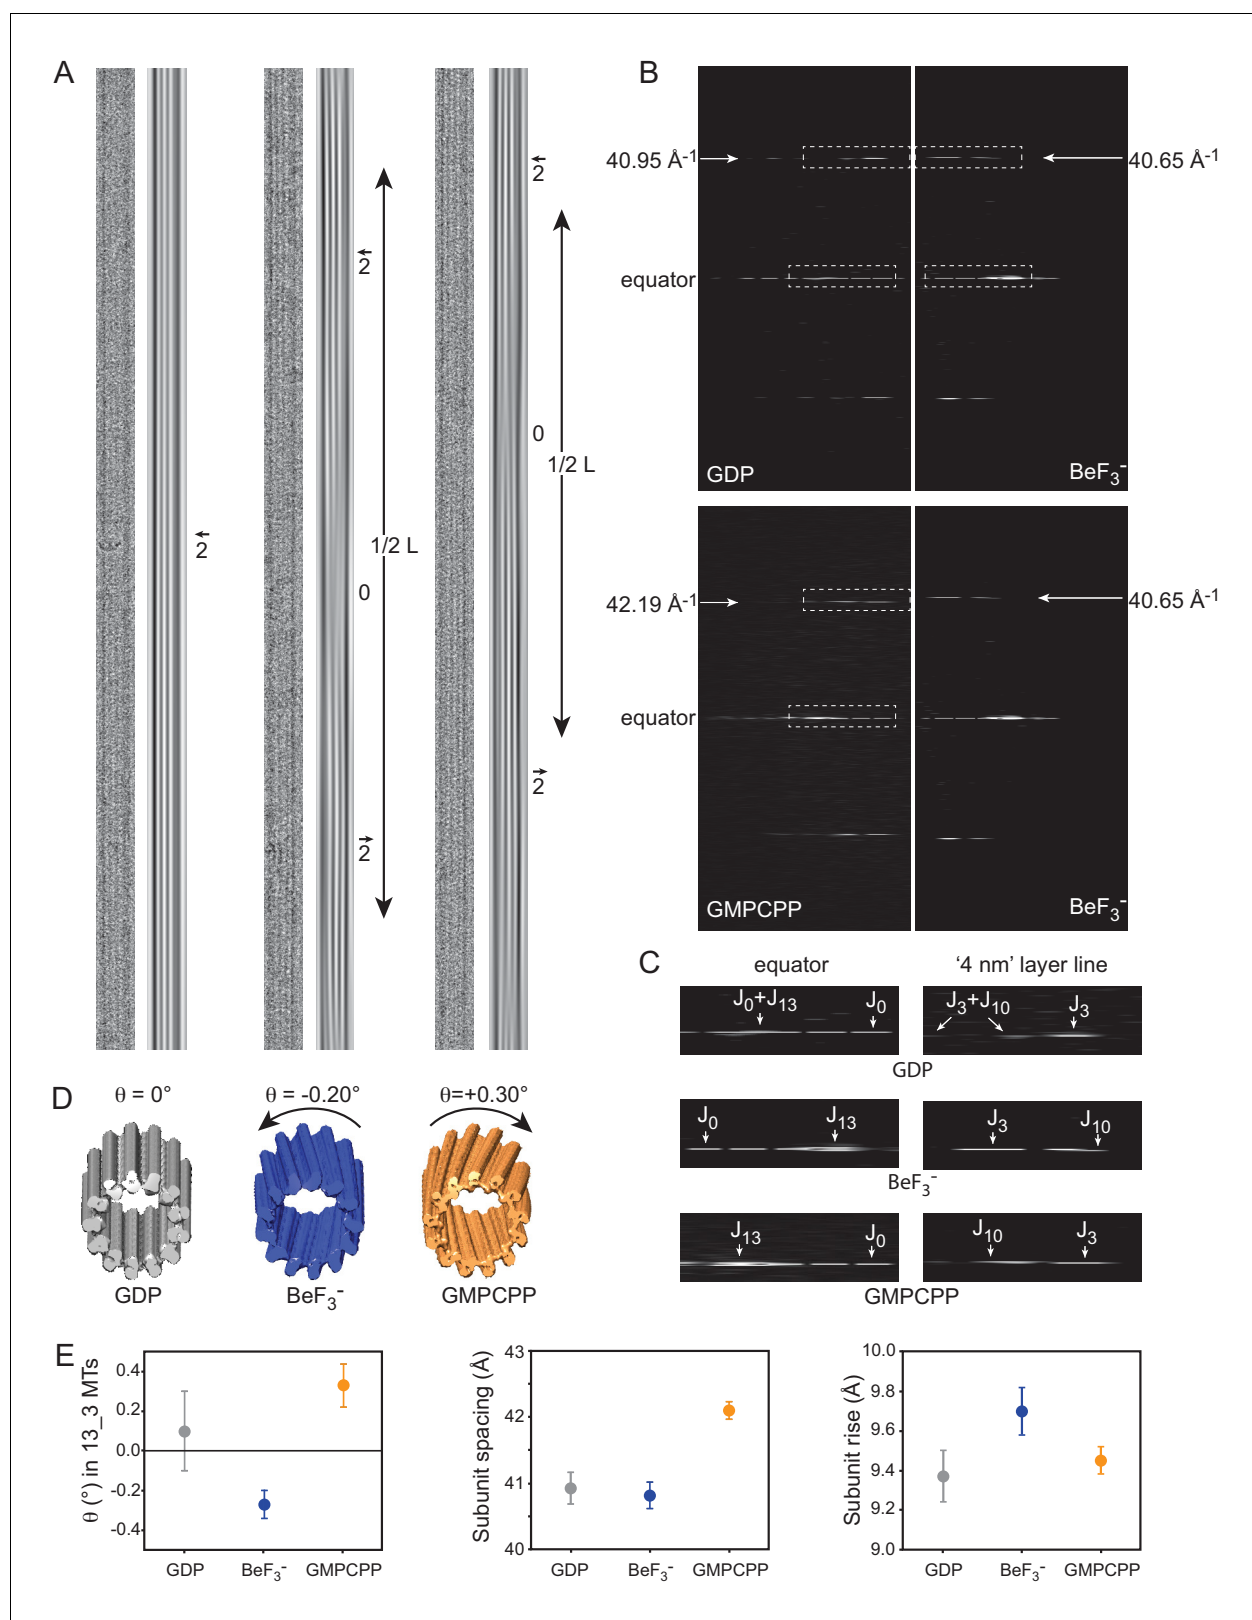 A
2
1/2 L
2
0
2
2
0
1/2 L
2
B
40.95 Å-1
40.65 Å-1
equator
GDP
BeF3-
42.19 Å-1
40.65 Å-1
equator
GMPCPP
BeF3-
C
equator
'4 nm' layer line
J0+J13
J0
J3+J10
J3
GDP
J0
J13
J3
J10
BeF3-
J13
J0
J10
J3
GMPCPP
D
θ = 0°
θ = -0.20°
θ=+0.30°
GDP
BeF3-
GMPCPP
E
θ (°) in 13_3 MTs
0.4
0.2
0.0
-0.2
-0.4
GDP
BeF3-
GMPCPP
Subunit spacing (Å)
43
42
41
40
GDP
BeF3-
GMPCPP
Subunit rise (Å)
10.0
9.8
9.6
9.4
9.2
9.0
GDP
BeF3-
GMPCPP